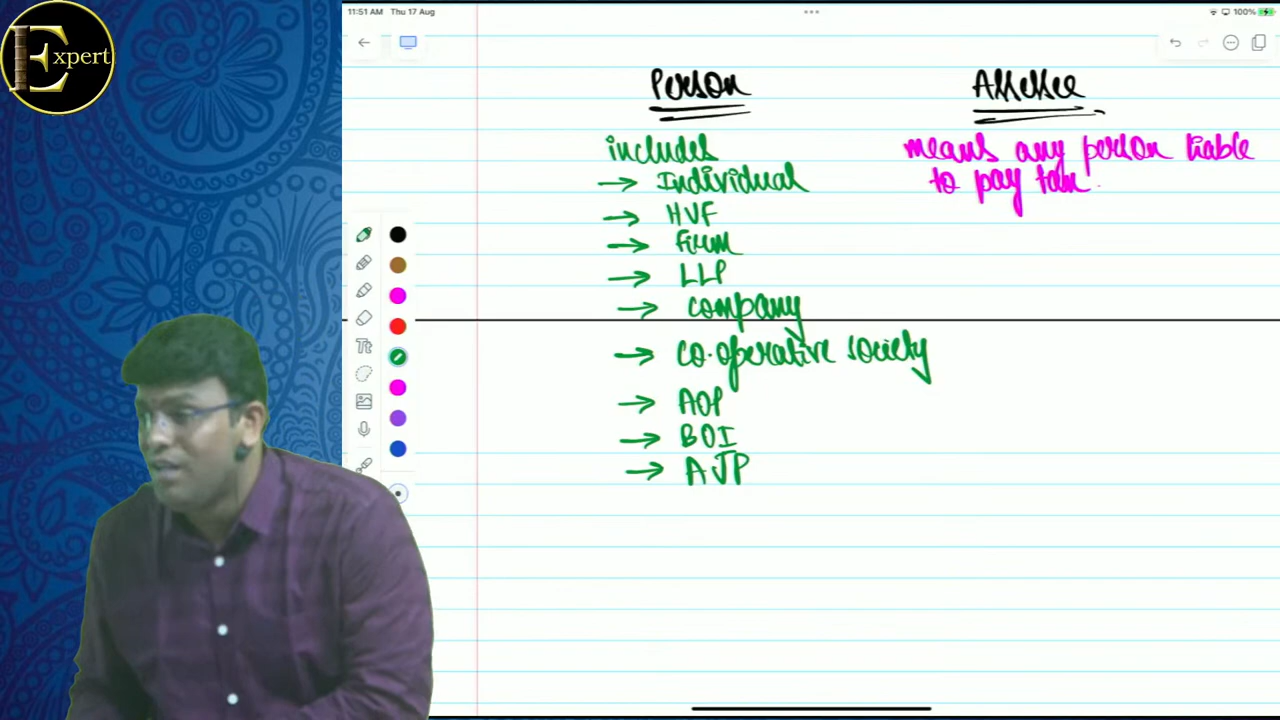 Expert
11:51 AM Thu 17 Aug
100%
Person
Assessee
includes
→ Individual
→ HUF
→ Firm
→ LLP
→ company
→ co.operative society
→ AOP
→ BOI
→ AJP
means any person liable
to pay tax.
Tt